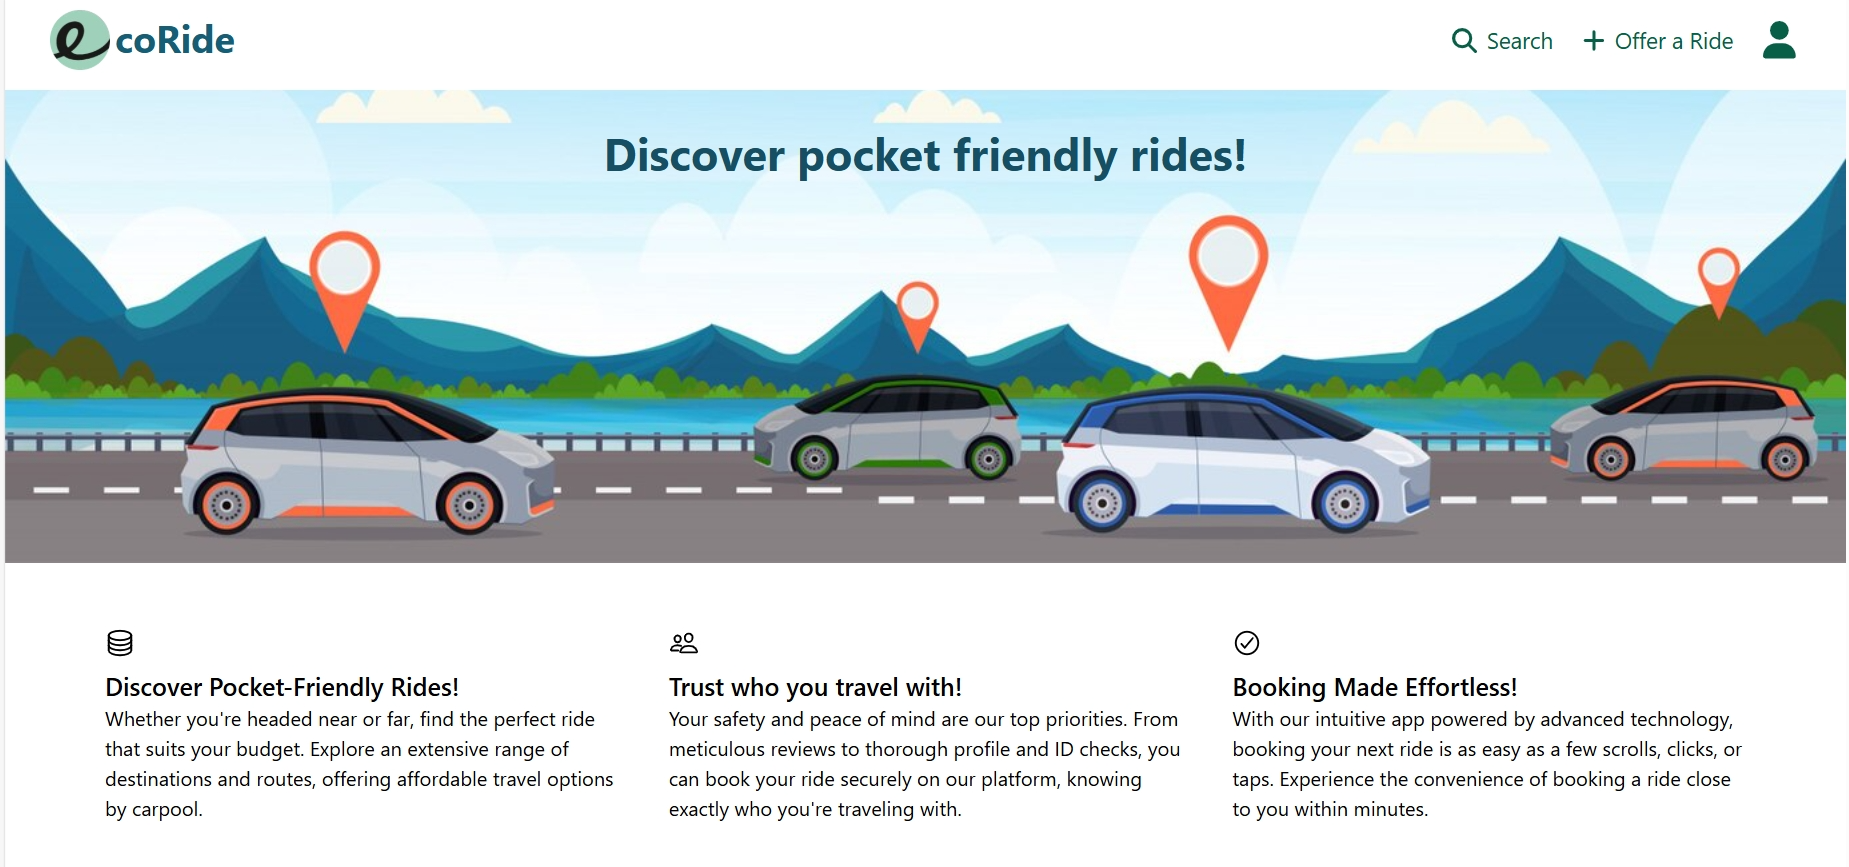 ecoRide
Search
Offer a Ride
Discover pocket friendly rides!
Discover Pocket-Friendly Rides!
Whether you're headed near or far, find the perfect ride
that suits your budget. Explore an extensive range of
destinations and routes, offering affordable travel options
by carpool.
Trust who you travel with!
Your safety and peace of mind are our top priorities. From
meticulous reviews to thorough profile and ID checks, you
can book your ride securely on our platform, knowing
exactly who you're traveling with.
Booking Made Effortless!
With our intuitive app powered by advanced technology,
booking your next ride is as easy as a few scrolls, clicks, or
taps. Experience the convenience of booking a ride close
to you within minutes.